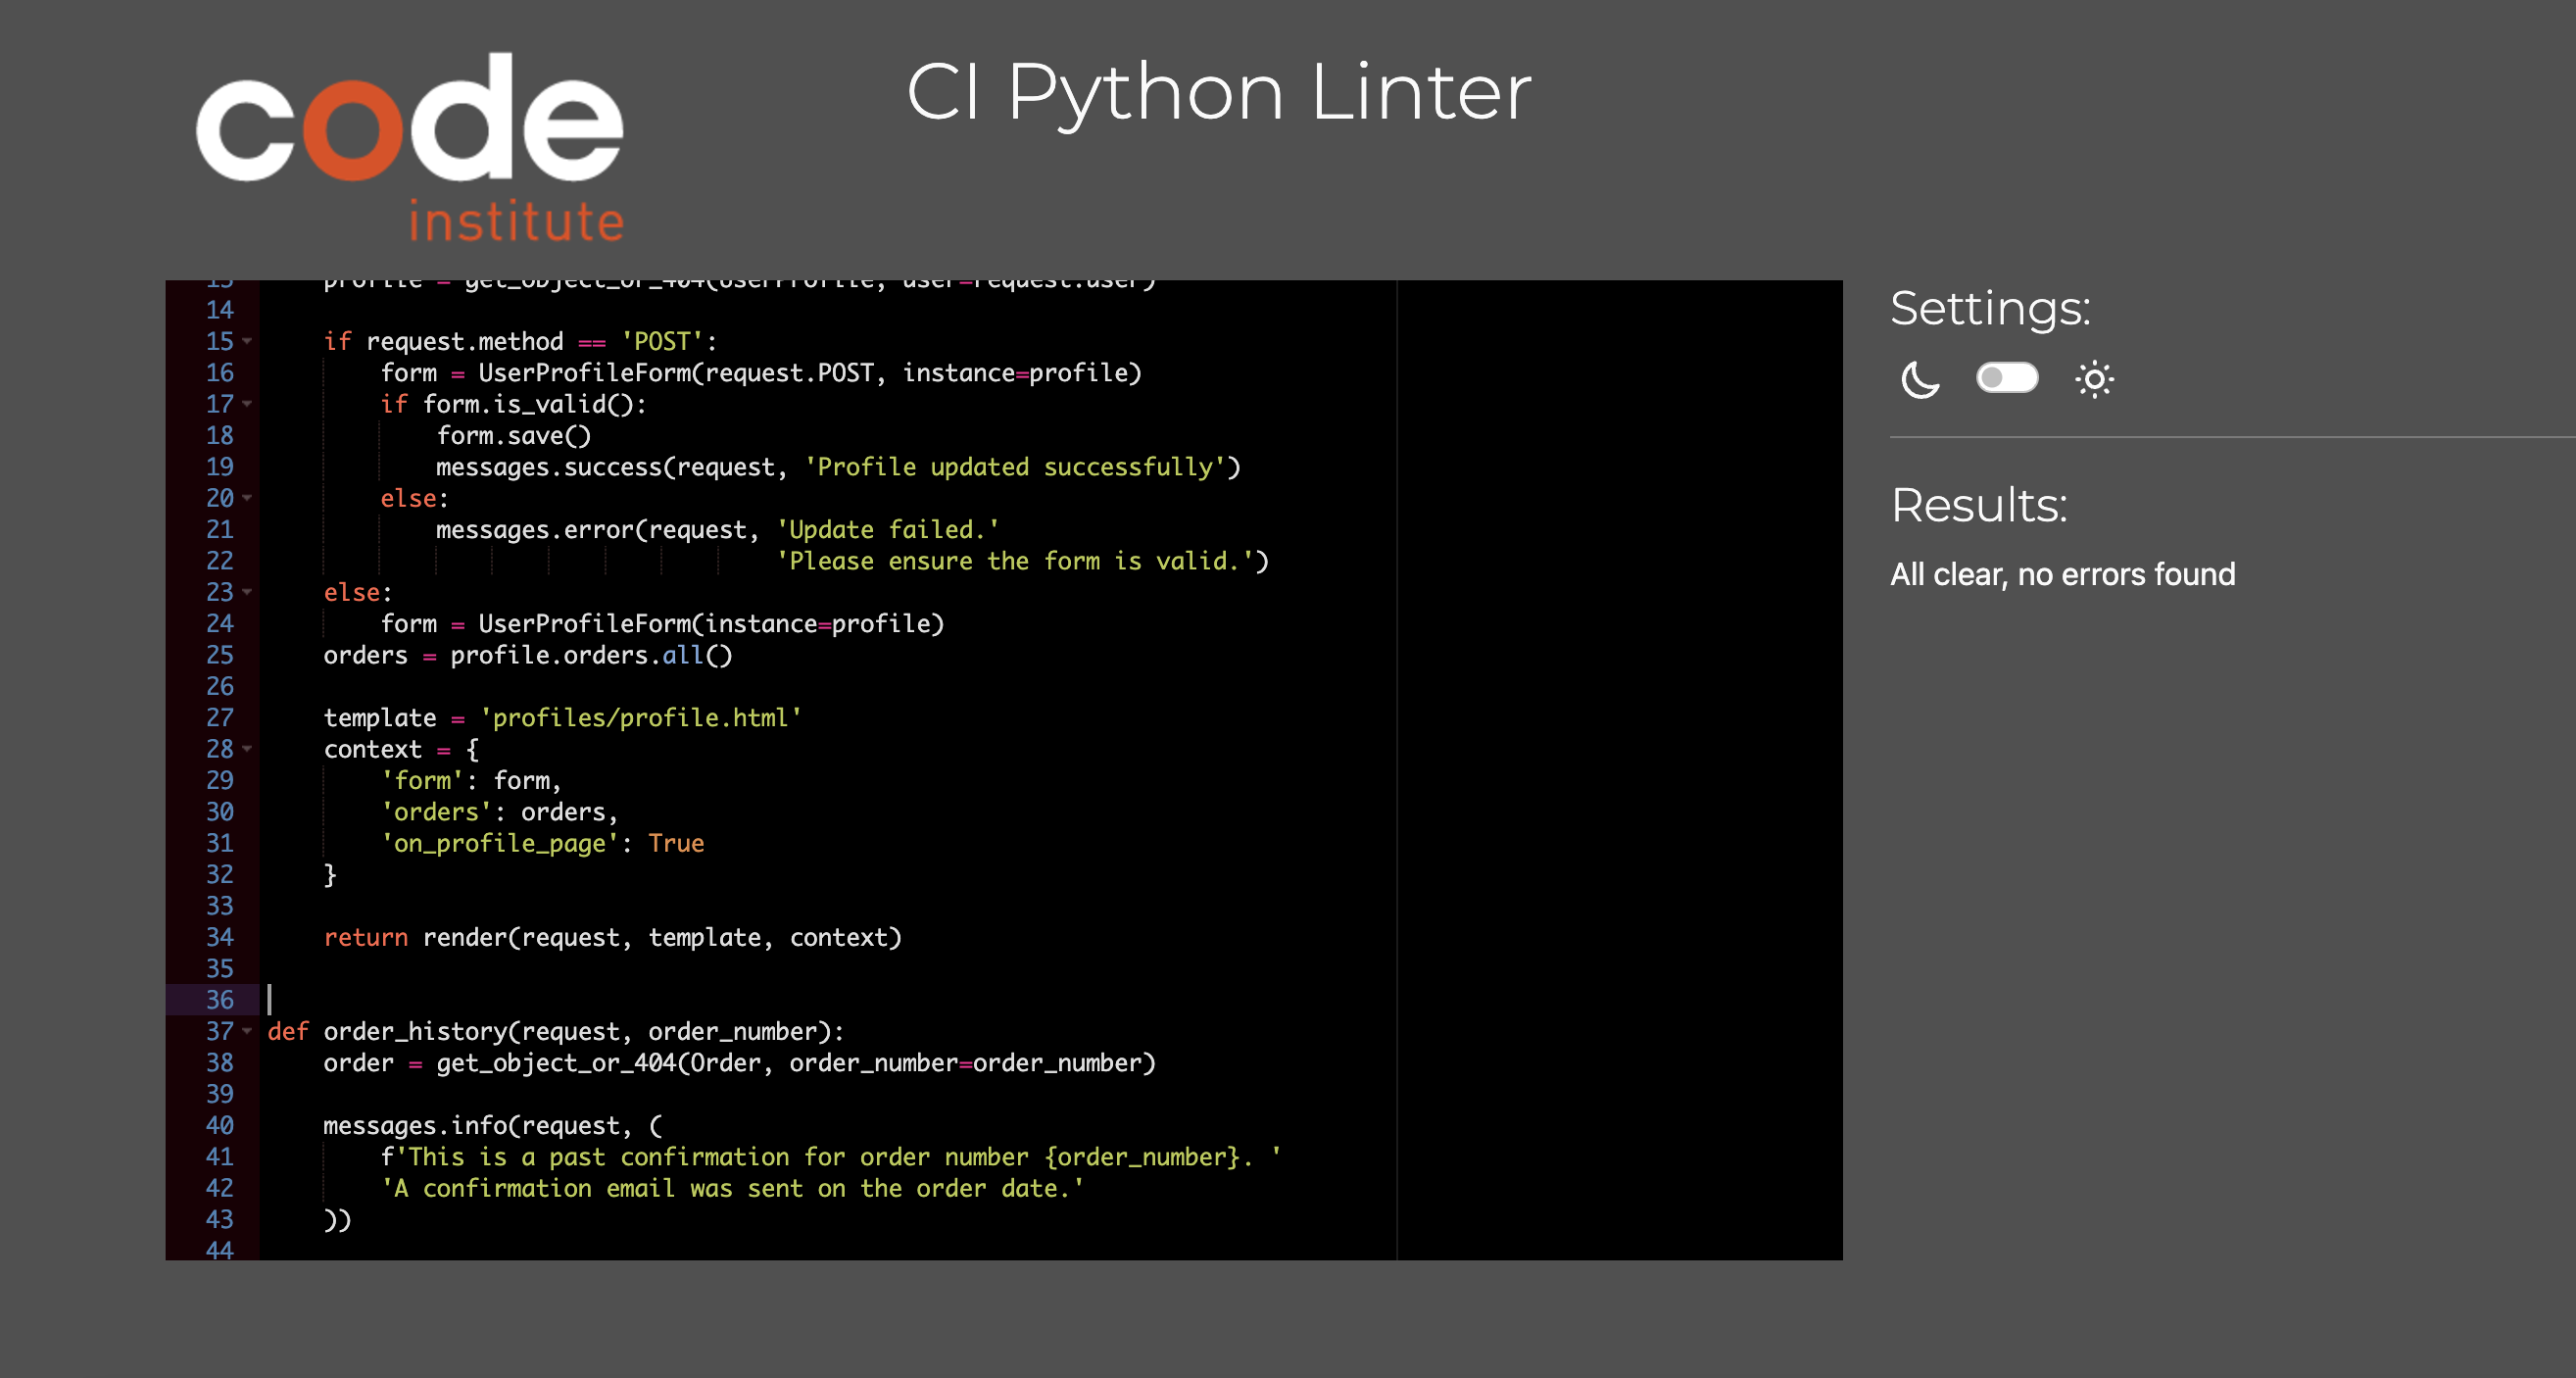 code
institute
CI Python Linter
13 profile = get_object_or_404(UserProfile, user=request.user)
14
15 if request.method == 'POST':
16 form = UserProfileForm(request.POST, instance=profile)
17 if form.is_valid():
18 form.save()
19 messages.success(request, 'Profile updated successfully')
20 else:
21 messages.error(request, 'Update failed.'
22 'Please ensure the form is valid.')
23 else:
24 form = UserProfileForm(instance=profile)
25 orders = profile.orders.all()
26
27 template = 'profiles/profile.html'
28 context = {
29 'form': form,
30 'orders': orders,
31 'on_profile_page': True
32 }
33
34 return render(request, template, context)
35
36
37 def order_history(request, order_number):
38 order = get_object_or_404(Order, order_number=order_number)
39
40 messages.info(request, (
41 f'This is a past confirmation for order number {order_number}. '
42 'A confirmation email was sent on the order date.'
43 ))
44
Settings:
Results:
All clear, no errors found